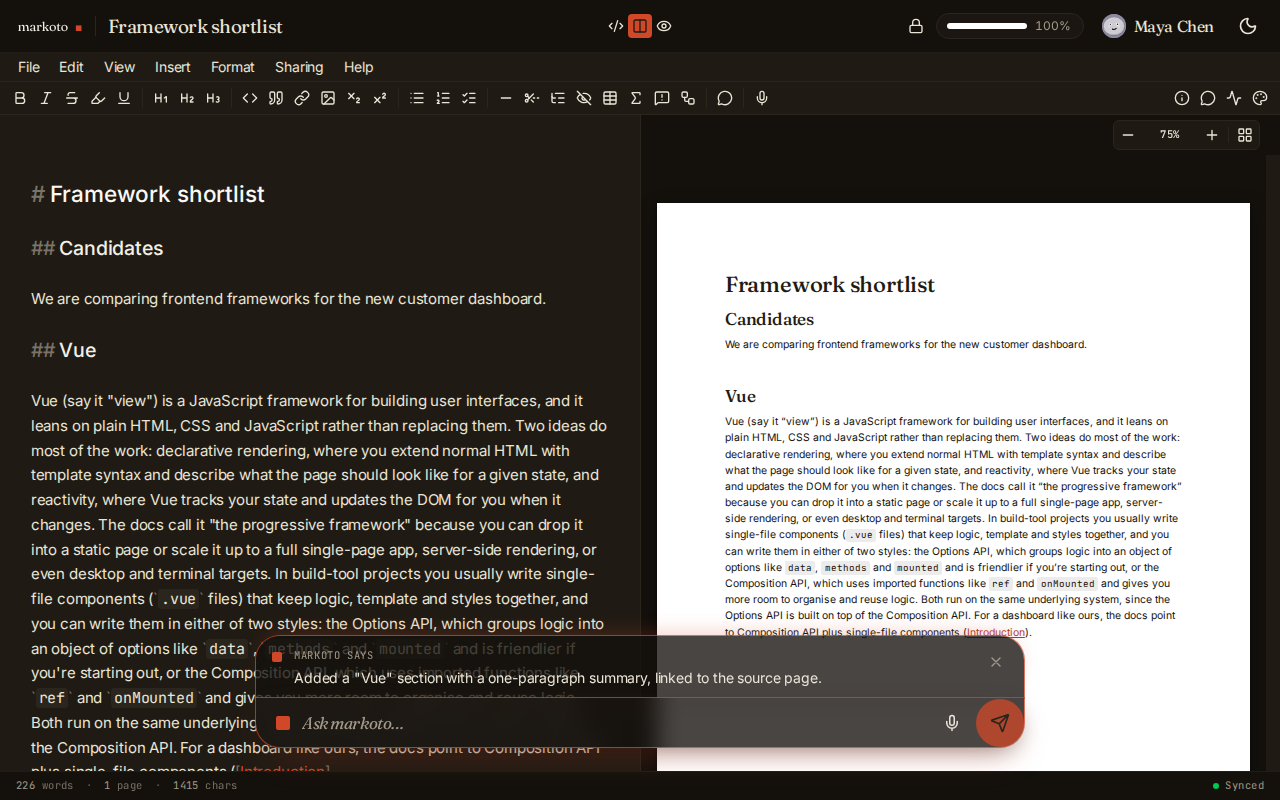 markoto
Framework shortlist
100%
Maya Chen
File Edit View Insert Format Sharing Help
H1 H2 H3
75%
# Framework shortlist
## Candidates
We are comparing frontend frameworks for the new customer dashboard.
## Vue
Vue (say it "view") is a JavaScript framework for building user interfaces, and it
leans on plain HTML, CSS and JavaScript rather than replacing them. Two ideas do
most of the work: declarative rendering, where you extend normal HTML with
template syntax and describe what the page should look like for a given state, and
reactivity, where Vue tracks your state and updates the DOM for you when it
changes. The docs call it "the progressive framework" because you can drop it
into a static page or scale it up to a full single-page app, server-side rendering, or
even desktop and terminal targets. In build-tool projects you usually write single-
file components (`.vue` files) that keep logic, template and styles together, and
you can write them in either of two styles: the Options API, which groups logic into
an object of options like `data`, `methods` and `mounted` and is friendlier if
you're starting out, or the Composition API, which uses imported functions like
`ref` and `onMounted` and gives you more room to organise and reuse logic.
Both run on the same underlying
the Composition API. For a dashboard like ours, the docs point to Composition API
plus single-file components ([Introduction]
Framework shortlist
Candidates
We are comparing frontend frameworks for the new customer dashboard.
Vue
Vue (say it “view”) is a JavaScript framework for building user interfaces, and it leans on
plain HTML, CSS and JavaScript rather than replacing them. Two ideas do most of the work:
declarative rendering, where you extend normal HTML with template syntax and describe
what the page should look like for a given state, and reactivity, where Vue tracks your state
and updates the DOM for you when it changes. The docs call it “the progressive framework”
because you can drop it into a static page or scale it up to a full single-page app, server-
side rendering, or even desktop and terminal targets. In build-tool projects you usually write
single-file components (.vue files) that keep logic, template and styles together, and you
can write them in either of two styles: the Options API, which groups logic into an object of
options like data, methods and mounted and is friendlier if you’re starting out, or the
Composition API, which uses imported functions like ref and onMounted and gives you
more room to organise and reuse logic. Both run on the same underlying system, since the
Options API is built on top of the Composition API. For a dashboard like ours, the docs point
to Composition API plus single-file components (Introduction).
MARKOTO SAYS
Added a "Vue" section with a one-paragraph summary, linked to the source page.
Ask markoto...
226 words · 1 page · 1415 chars
Synced